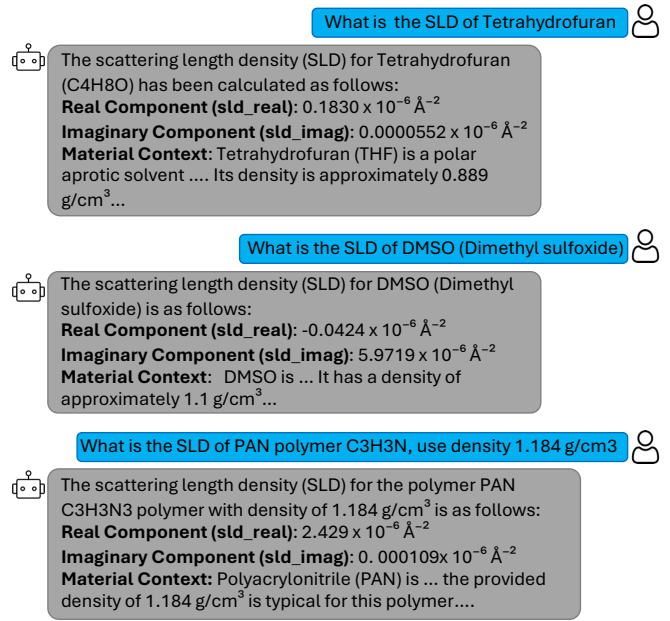 What is the SLD of Tetrahydrofuran
The scattering length density (SLD) for Tetrahydrofuran
(C4H8O) has been calculated as follows:
Real Component (sld_real): 0.1830 x 10⁻⁶ Å⁻²
Imaginary Component (sld_imag): 0.0000552 x 10⁻⁶ Å⁻²
Material Context: Tetrahydrofuran (THF) is a polar
aprotic solvent .... Its density is approximately 0.889
g/cm³...
What is the SLD of DMSO (Dimethyl sulfoxide)
The scattering length density (SLD) for DMSO (Dimethyl
sulfoxide) is as follows:
Real Component (sld_real): -0.0424 x 10⁻⁶ Å⁻²
Imaginary Component (sld_imag): 5.9719 x 10⁻⁶ Å⁻²
Material Context: DMSO is ... It has a density of
approximately 1.1 g/cm³...
What is the SLD of PAN polymer C3H3N, use density 1.184 g/cm3
The scattering length density (SLD) for the polymer PAN
C3H3N3 polymer with density of 1.184 g/cm³ is as follows:
Real Component (sld_real): 2.429 x 10⁻⁶ Å⁻²
Imaginary Component (sld_imag): 0. 000109x 10⁻⁶ Å⁻²
Material Context: Polyacrylonitrile (PAN) is ... the provided
density of 1.184 g/cm³ is typical for this polymer....